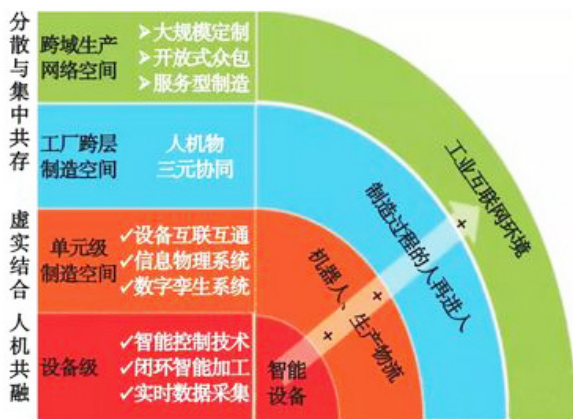 分散与集中共存
虚实结合
人机共融
跨域生产
网络空间
➢大规模定制
➢开放式众包
➢服务型制造
工厂跨层
制造空间
人机物
三元协同
单元级
制造空间
✓设备互联互通
✓信息物理系统
✓数字孪生系统
设备级
✓智能控制技术
✓闭环智能加工
✓实时数据采集
智能
设备
+
机器人、生产物流
+
制造过程的人再进人
+
工业互联网环境